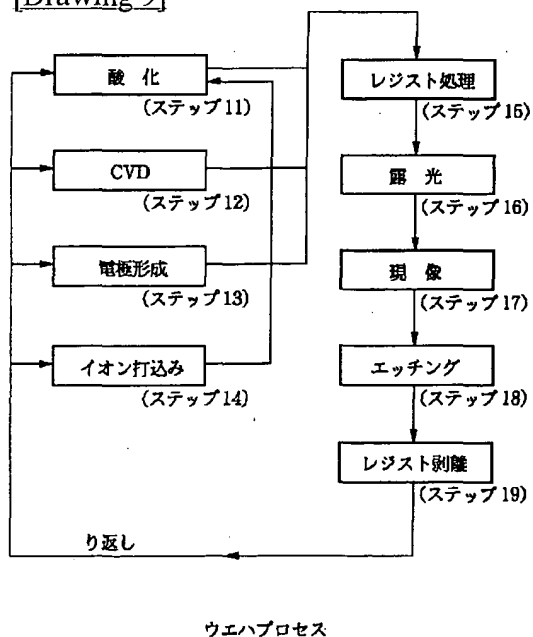 [Drawing 9]
酸 化
(ステップ11)
CVD
(ステップ12)
電極形成
(ステップ13)
イオン打込み
(ステップ14)
レジスト処理
(ステップ15)
露 光
(ステップ16)
現 像
(ステップ17)
エッチング
(ステップ18)
レジスト剥離
(ステップ19)
り返し
ウエハプロセス